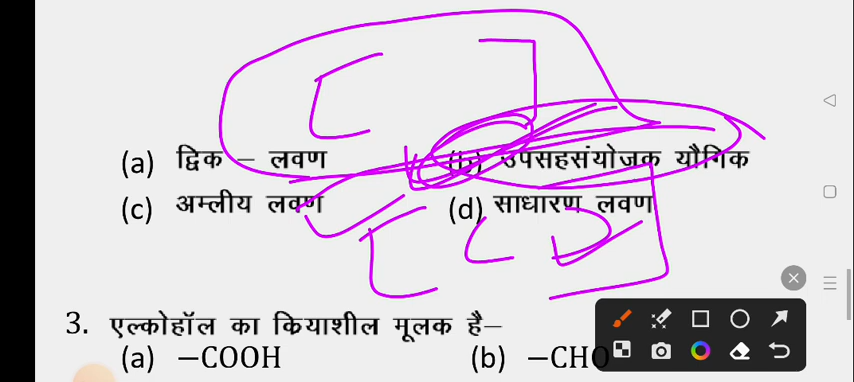 (a) द्विक – लवण (b) उपसहसंयोजक यौगिक
(c) अम्लीय लवण (d) साधारण लवण
3. एल्कोहॉल का कियाशील मूलक है–
(a) –COOH (b) –CHO